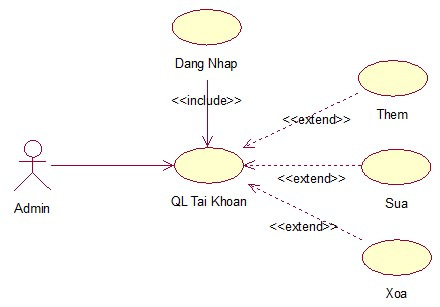 Dang Nhap
<<include>>
Them
<<extend>>
Admin
QL Tai Khoan
<<extend>>
Sua
<<extend>>
Xoa